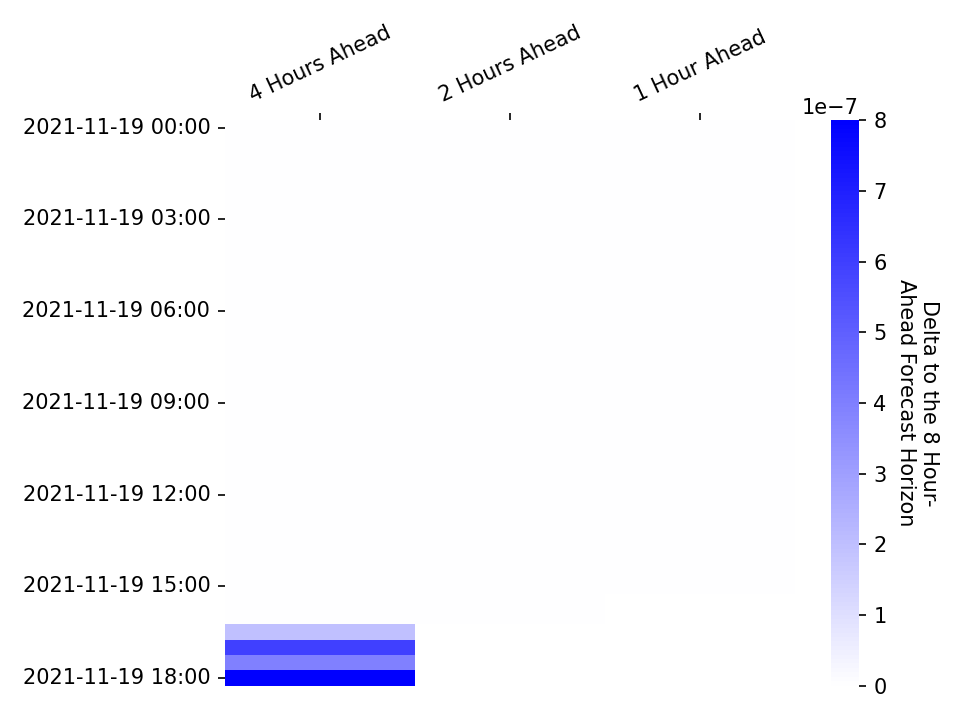 4 Hours Ahead
2 Hours Ahead
1 Hour Ahead
1e−7
2021-11-19 00:00
2021-11-19 03:00
2021-11-19 06:00
2021-11-19 09:00
2021-11-19 12:00
2021-11-19 15:00
2021-11-19 18:00
8
7
6
5
4
3
2
1
0
Delta to the 8 Hour-
Ahead Forecast Horizon